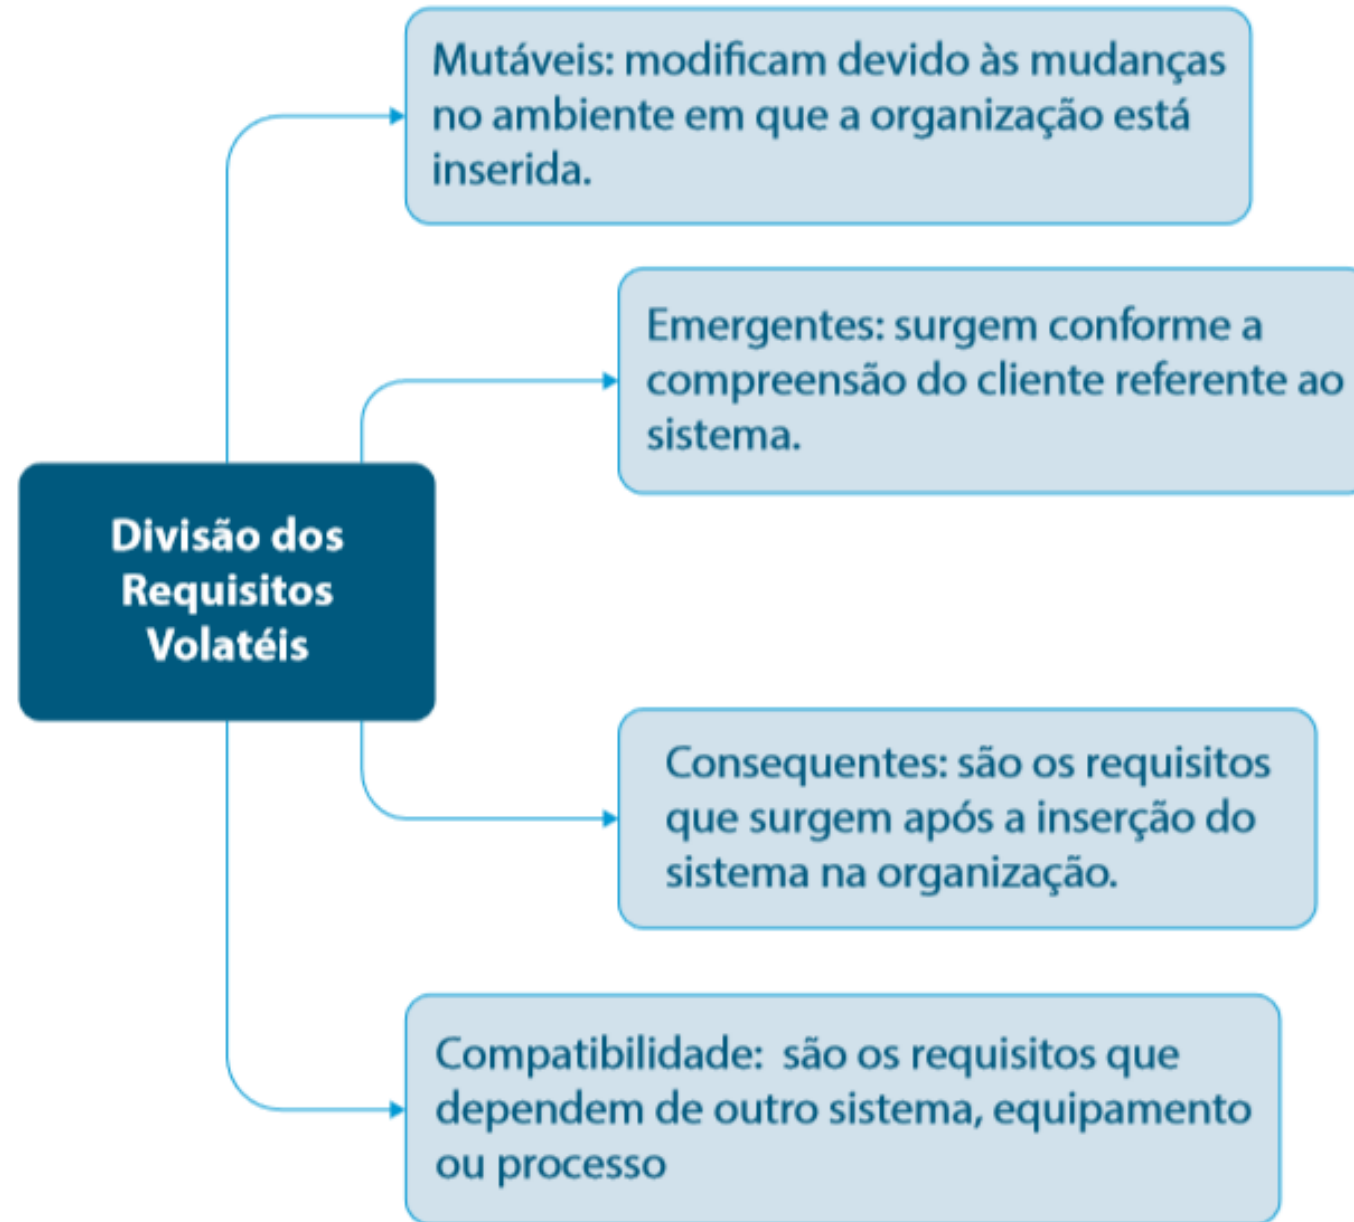 Mutáveis: modificam devido às mudanças
no ambiente em que a organização está
inserida.
Emergentes: surgem conforme a
compreensão do cliente referente ao
sistema.
Divisão dos
Requisitos
Volatéis
Consequentes: são os requisitos
que surgem após a inserção do
sistema na organização.
Compatibilidade: são os requisitos que
dependem de outro sistema, equipamento
ou processo